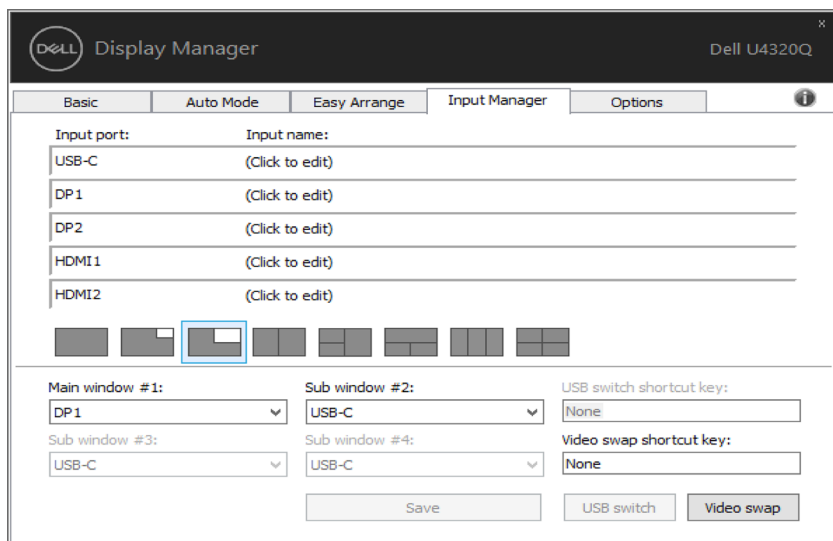 x
DELL Display Manager Dell U4320Q
Basic Auto Mode Easy Arrange Input Manager Options i
Input port: Input name:
USB-C (Click to edit)
DP1 (Click to edit)
DP2 (Click to edit)
HDMI1 (Click to edit)
HDMI2 (Click to edit)
Main window #1: Sub window #2: USB switch shortcut key:
DP1 USB-C None
Sub window #3: Sub window #4: Video swap shortcut key:
USB-C USB-C None
Save USB switch Video swap